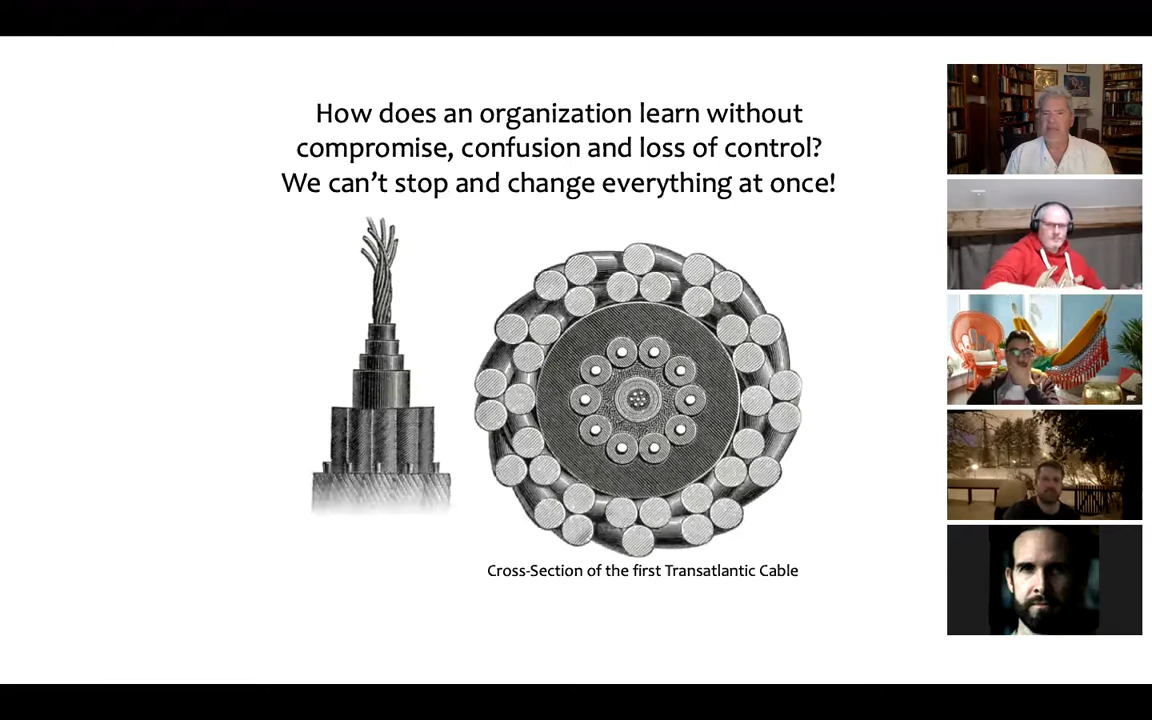 How does an organization learn without
compromise, confusion and loss of control?
We can’t stop and change everything at once!
Cross-Section of the first Transatlantic Cable